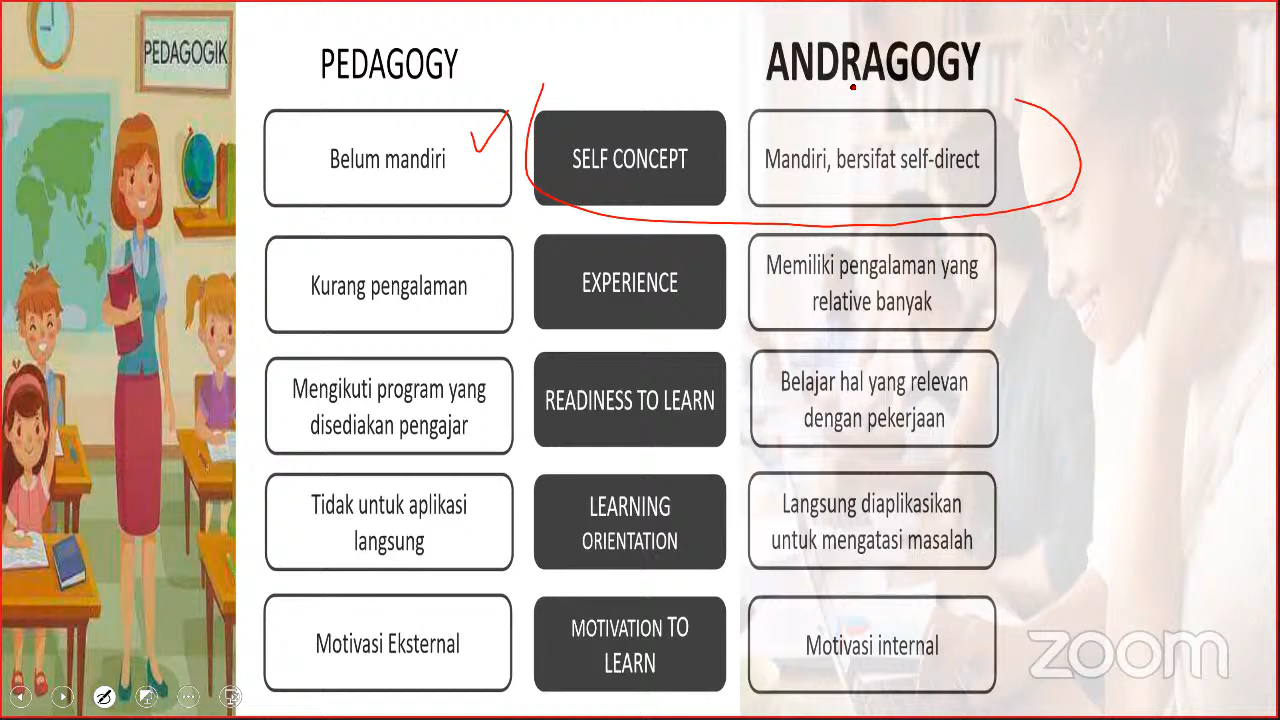 PEDAGOGIK
PEDAGOGY
ANDRAGOGY
Belum mandiri
SELF CONCEPT
Mandiri, bersifat self-direct
Kurang pengalaman
EXPERIENCE
Memiliki pengalaman yang
relative banyak
Mengikuti program yang
disediakan pengajar
READINESS TO LEARN
Belajar hal yang relevan
dengan pekerjaan
Tidak untuk aplikasi
langsung
LEARNING
ORIENTATION
Langsung diaplikasikan
untuk mengatasi masalah
Motivasi Eksternal
MOTIVATION TO
LEARN
Motivasi internal
zoom